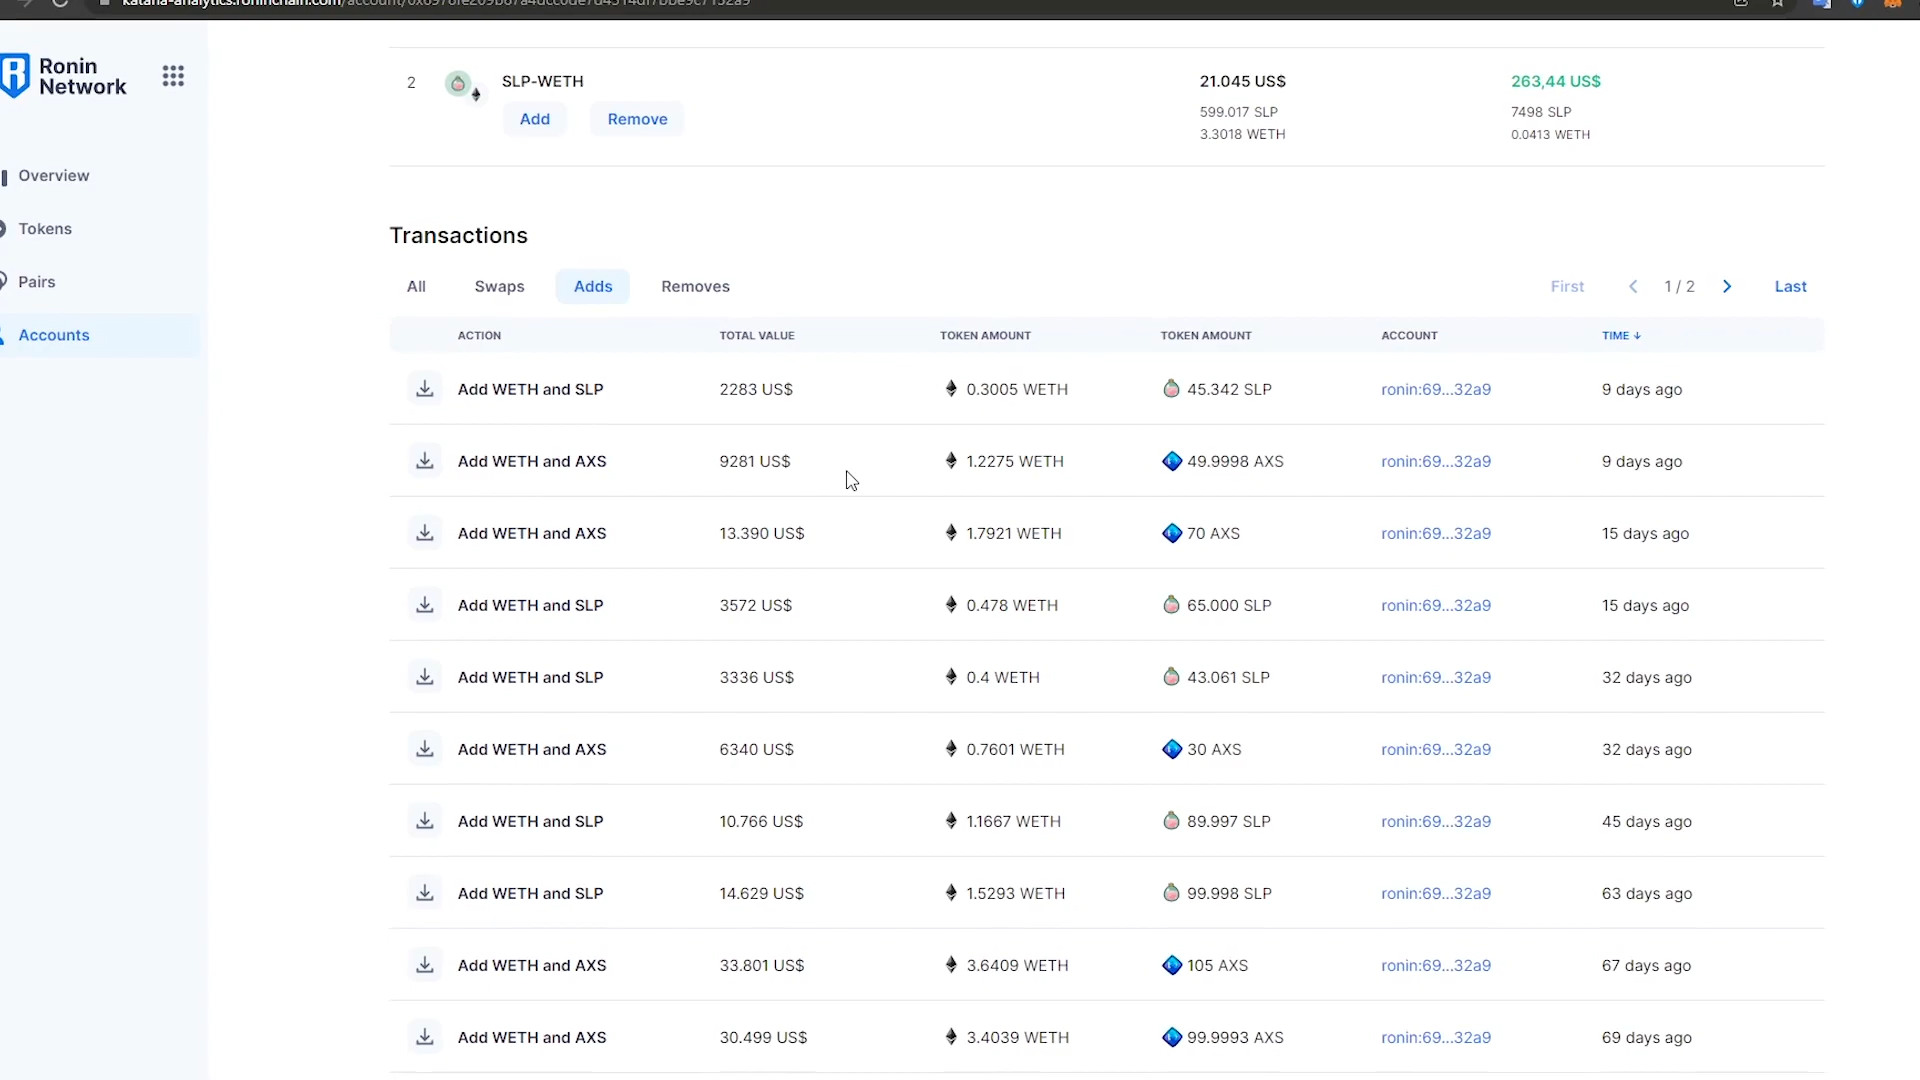 Ronin
Network
Overview
Tokens
Pairs
Accounts
2 SLP-WETH 21.045 US$ 263,44 US$
Add Remove 599.017 SLP 7498 SLP
3.3018 WETH 0.0413 WETH
Transactions
All Swaps Adds Removes First 1 / 2 Last
ACTION TOTAL VALUE TOKEN AMOUNT TOKEN AMOUNT ACCOUNT TIME ↓
Add WETH and SLP 2283 US$ 0.3005 WETH 45.342 SLP ronin:69...32a9 9 days ago
Add WETH and AXS 9281 US$ 1.2275 WETH 49.9998 AXS ronin:69...32a9 9 days ago
Add WETH and AXS 13.390 US$ 1.7921 WETH 70 AXS ronin:69...32a9 15 days ago
Add WETH and SLP 3572 US$ 0.478 WETH 65.000 SLP ronin:69...32a9 15 days ago
Add WETH and SLP 3336 US$ 0.4 WETH 43.061 SLP ronin:69...32a9 32 days ago
Add WETH and AXS 6340 US$ 0.7601 WETH 30 AXS ronin:69...32a9 32 days ago
Add WETH and SLP 10.766 US$ 1.1667 WETH 89.997 SLP ronin:69...32a9 45 days ago
Add WETH and SLP 14.629 US$ 1.5293 WETH 99.998 SLP ronin:69...32a9 63 days ago
Add WETH and AXS 33.801 US$ 3.6409 WETH 105 AXS ronin:69...32a9 67 days ago
Add WETH and AXS 30.499 US$ 3.4039 WETH 99.9993 AXS ronin:69...32a9 69 days ago